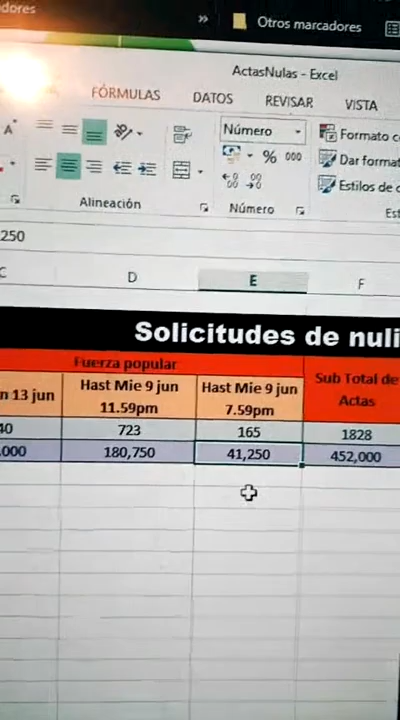 adores
» Otros marcadores
ActasNulas - Excel
FÓRMULAS DATOS REVISAR VISTA
Número
% 000
Formato c
Dar format
Estilos de c
Alineación
Número
Est
250
C D E F
Solicitudes de nuli
Fuerza popular
n 13 jun
Hast Mie 9 jun
11.59pm
Hast Mie 9 jun
7.59pm
Sub Total de
Actas
40 723 165 1828
.000 180,750 41,250 452,000